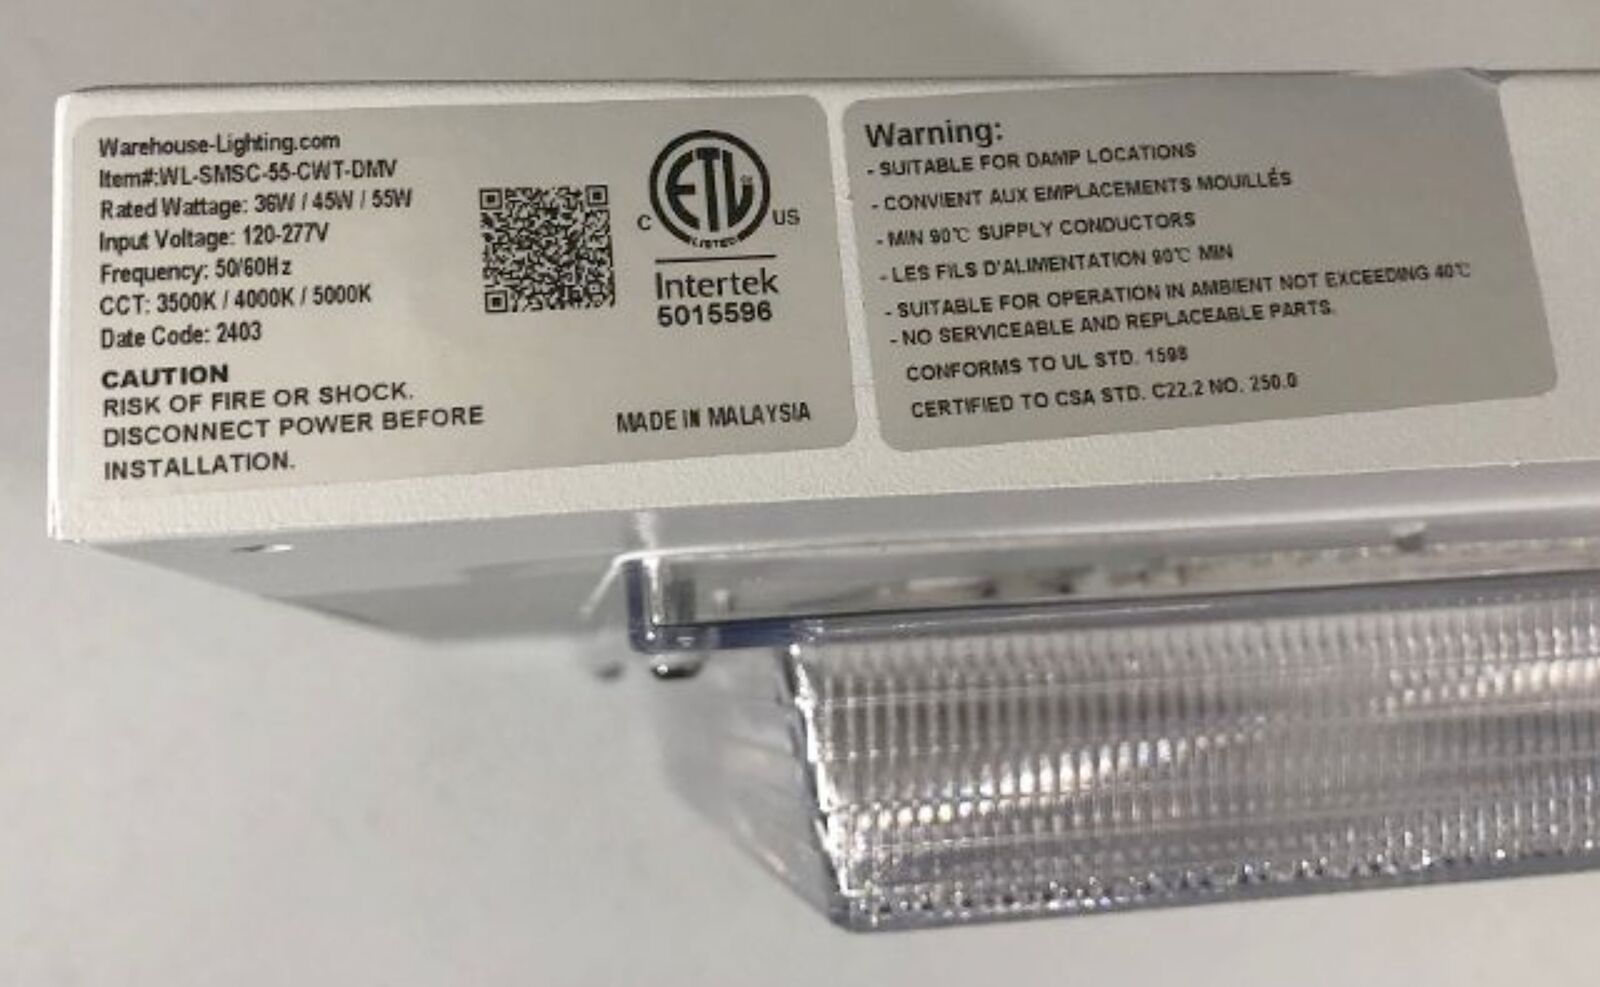 Warehouse-Lighting.com
Item#:WL-SMSC-55-CWT-DMV
Rated Wattage: 36W / 45W / 55W
Input Voltage: 120-277V
Frequency: 50/60Hz
CCT: 3500K / 4000K / 5000K
Date Code: 2403
CAUTION
RISK OF FIRE OR SHOCK.
DISCONNECT POWER BEFORE
INSTALLATION.
ETL
LISTED
C US
Intertek
5015596
MADE IN MALAYSIA
Warning:
- SUITABLE FOR DAMP LOCATIONS
- CONVIENT AUX EMPLACEMENTS MOUILLÉS
- MIN 90℃ SUPPLY CONDUCTORS
- LES FILS D'ALIMENTATION 90℃ MIN
- SUITABLE FOR OPERATION IN AMBIENT NOT EXCEEDING 40℃
- NO SERVICEABLE AND REPLACEABLE PARTS.
CONFORMS TO UL STD. 1598
CERTIFIED TO CSA STD. C22.2 NO. 250.0